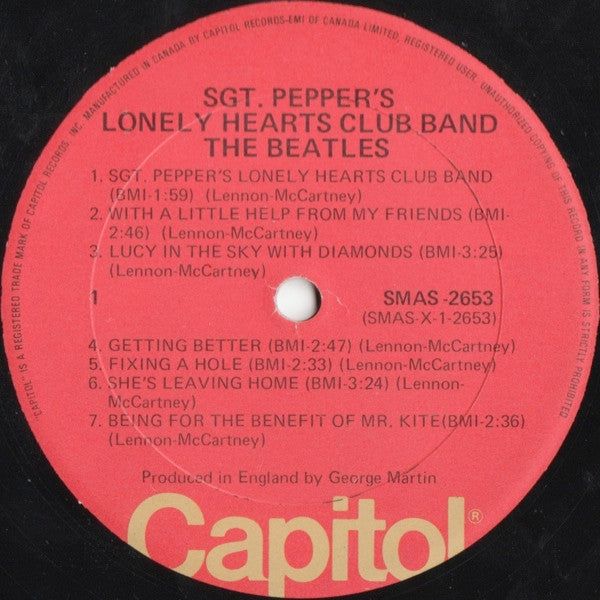 "CAPITOL" IS A REGISTERED TRADE MARK OF CAPITOL RECORDS, INC. MANUFACTURED IN CANADA BY CAPITOL RECORDS-EMI OF CANADA LIMITED, REGISTERED USER. UNAUTHORIZED COPYING OF THIS RECORD IN ANY FORM IS STRICTLY PROHIBITED.
SGT. PEPPER'S
LONELY HEARTS CLUB BAND
THE BEATLES
1. SGT. PEPPER'S LONELY HEARTS CLUB BAND
(BMI-1:59) (Lennon-McCartney)
2. WITH A LITTLE HELP FROM MY FRIENDS (BMI-
2:46) (Lennon-McCartney)
3. LUCY IN THE SKY WITH DIAMONDS (BMI-3:25)
(Lennon-McCartney)
1 SMAS-2653
(SMAS-X-1-2653)
4. GETTING BETTER (BMI-2:47) (Lennon-McCartney)
5. FIXING A HOLE (BMI-2:33) (Lennon-McCartney)
6. SHE'S LEAVING HOME (BMI-3:24) (Lennon-
McCartney)
7. BEING FOR THE BENEFIT OF MR. KITE(BMI-2:36)
(Lennon-McCartney)
Produced in England by George Martin
Capitol®